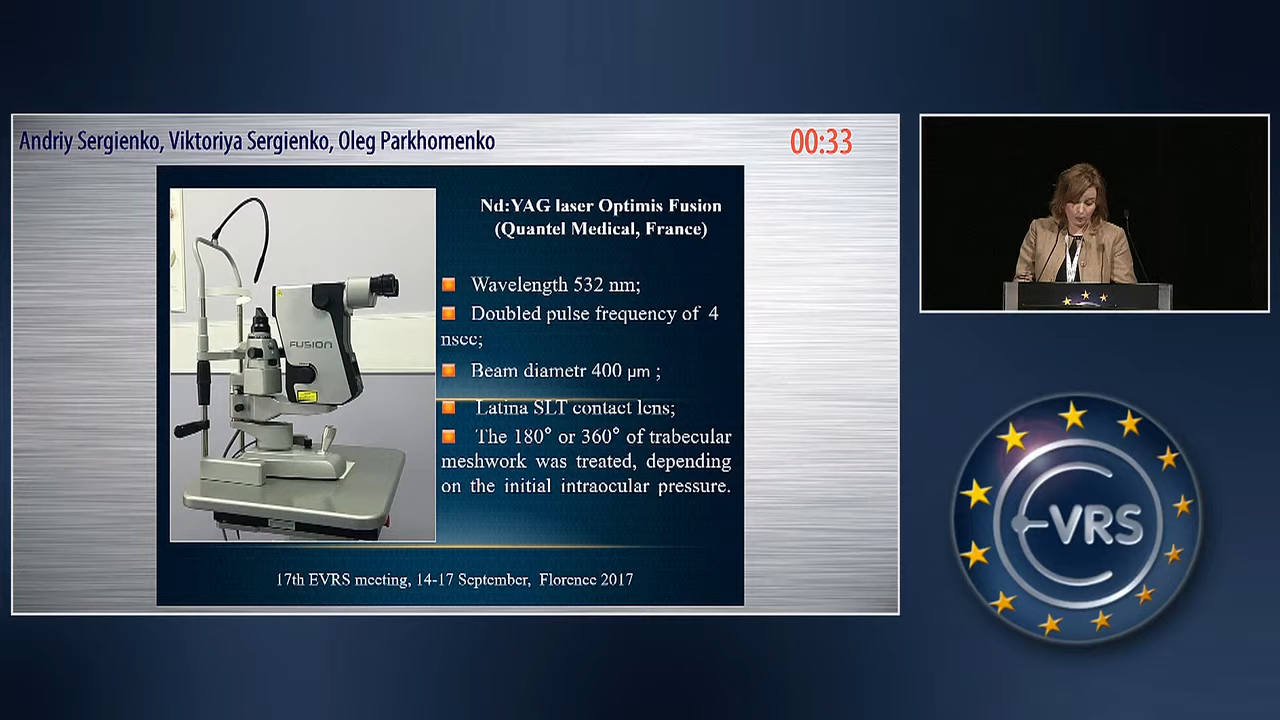 Andriy Sergienko, Viktoriya Sergienko, Oleg Parkhomenko
00:33
Nd:YAG laser Optimis Fusion
(Quantel Medical, France)
Wavelength 532 nm;
Doubled pulse frequency of 4
nsec;
Beam diametr 400 µm ;
Latina SLT contact lens;
The 180° or 360° of trabecular
meshwork was treated, depending
on the initial intraocular pressure.
FUSION
17th EVRS meeting, 14-17 September, Florence 2017
EVRS